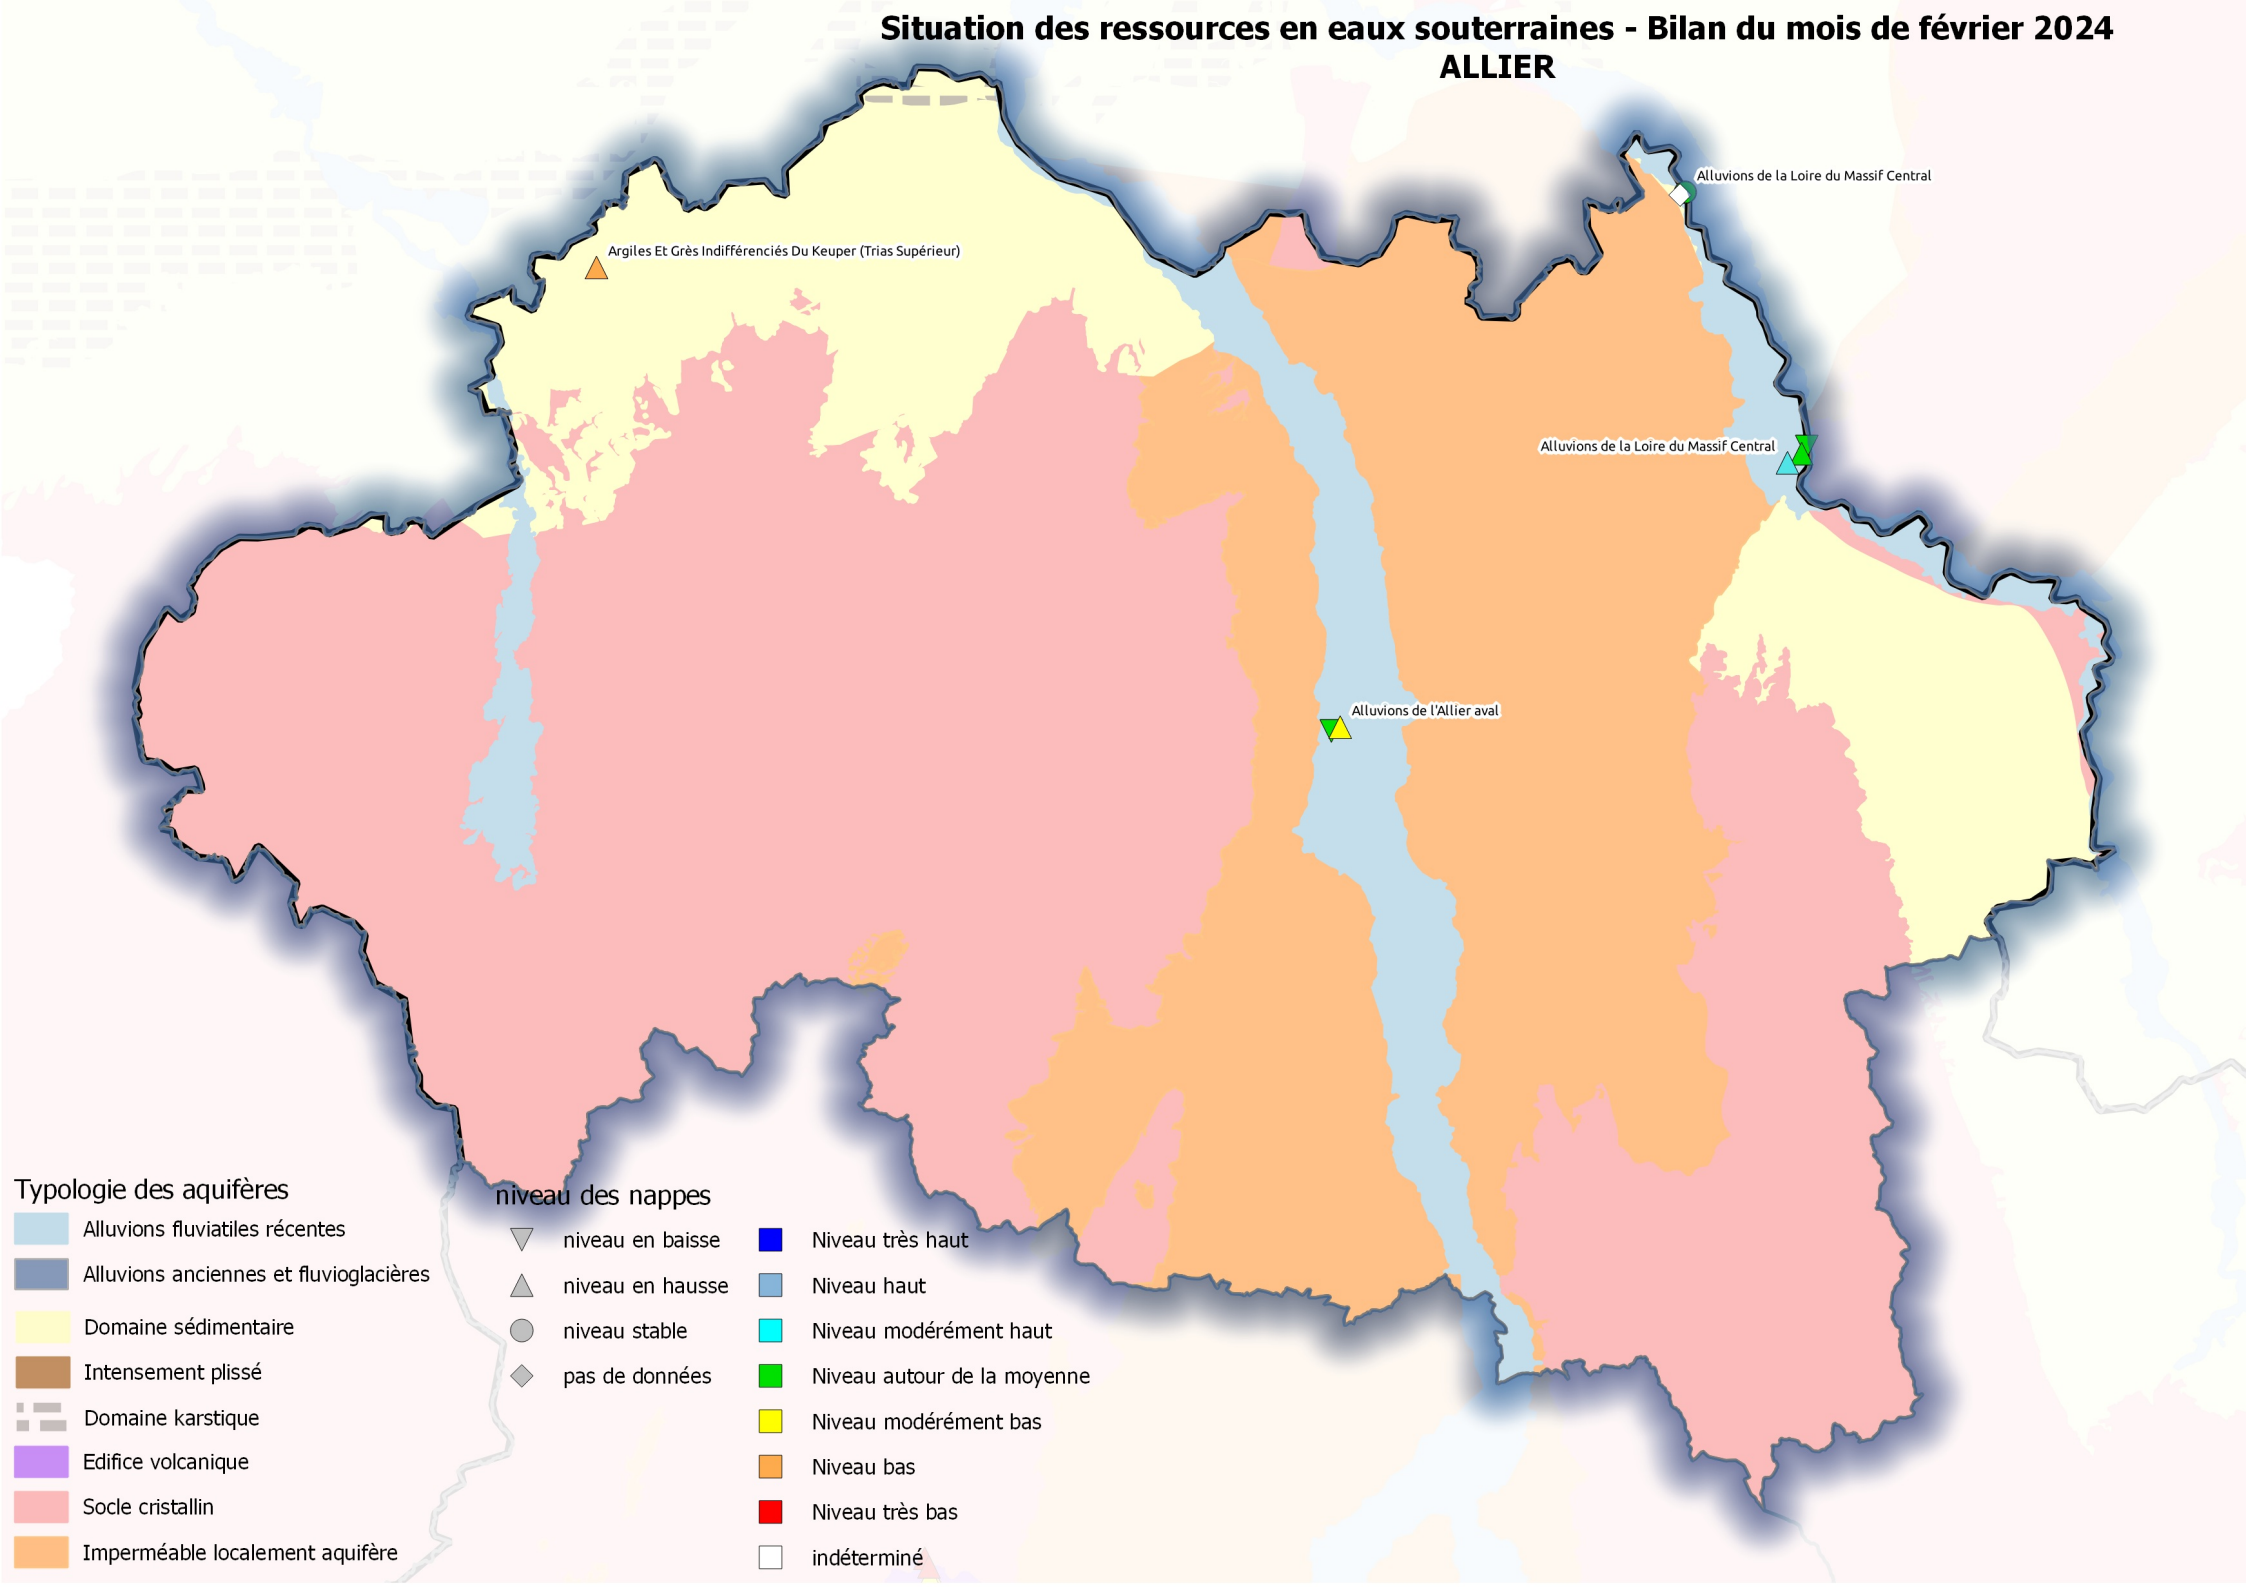 Situation des ressources en eaux souterraines - Bilan du mois de février 2024
ALLIER
Alluvions de la Loire du Massif Central
Argiles Et Grès Indifférenciés Du Keuper (Trias Supérieur)
Alluvions de la Loire du Massif Central
Alluvions de l'Allier aval
Typologie des aquifères
Alluvions fluviatiles récentes
Alluvions anciennes et fluvioglacières
Domaine sédimentaire
Intensement plissé
Domaine karstique
Edifice volcanique
Socle cristallin
Imperméable localement aquifère
niveau des nappes
niveau en baisse
niveau en hausse
niveau stable
pas de données
Niveau très haut
Niveau haut
Niveau modérément haut
Niveau autour de la moyenne
Niveau modérément bas
Niveau bas
Niveau très bas
indéterminé